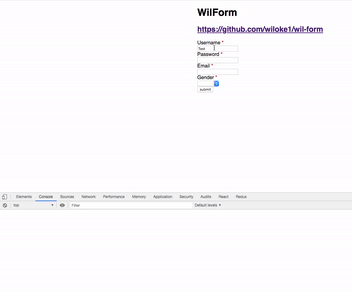 WilForm
https://github.com/wiloke1/wil-form
Username *
Test
Password *
Email *
Gender *
submit
Elements Console Sources Network Performance Memory Application Security Audits React Redux
top Filter Default levels